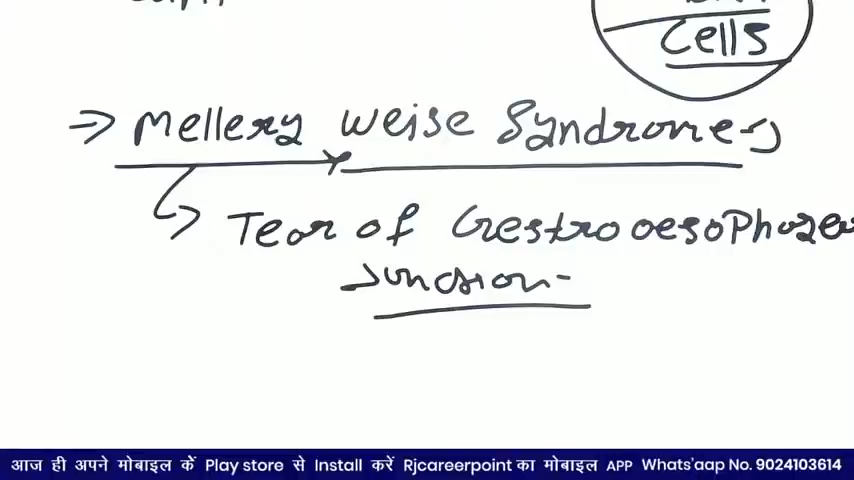 Cells
→ Mellery Weise Syndrome →
↳ Tear of Gestrooesophagea
Junction-
आज ही अपने मोबाइल कें Play store से Install करें Rjcareerpoint का मोबाइल APP Whats'aap No. 9024103614